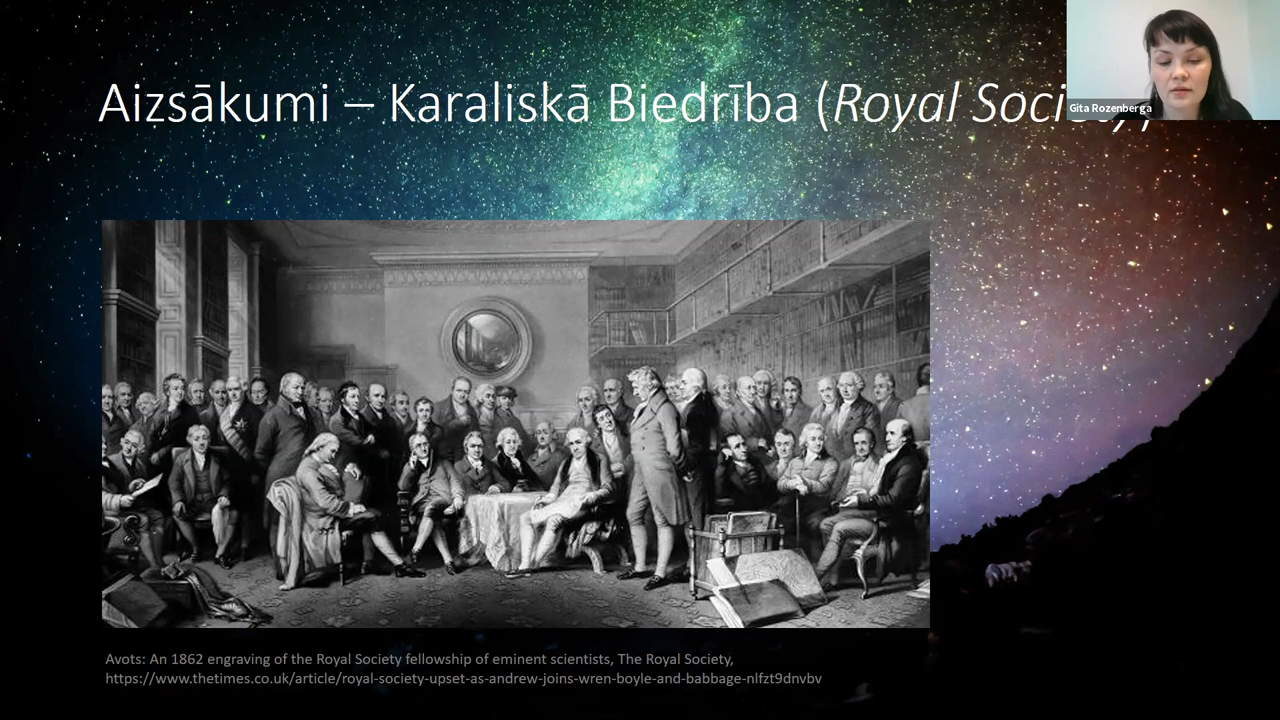 Aizsākumi – Karaliskā Biedrība (Royal Soci
Gita Rozenberga
Avots: An 1862 engraving of the Royal Society fellowship of eminent scientists, The Royal Society,
https://www.thetimes.co.uk/article/royal-society-upset-as-andrew-joins-wren-boyle-and-babbage-nlfzt9dnvbv